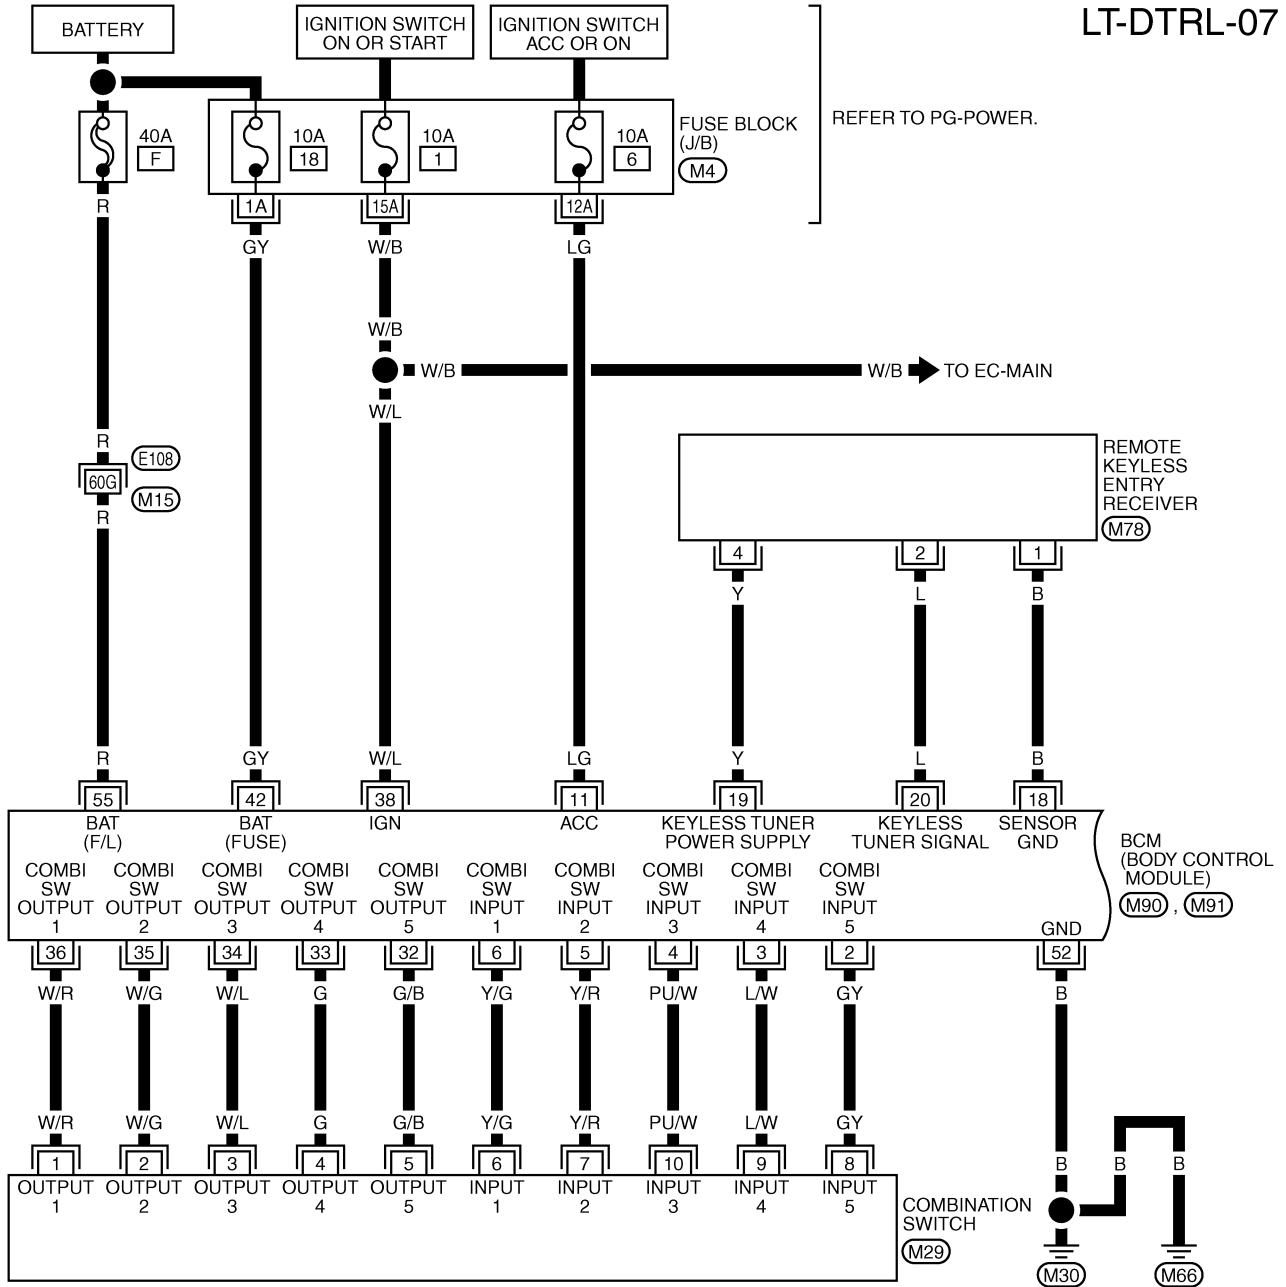 LT-DTRL-07
BATTERY
IGNITION SWITCH
ON OR START
IGNITION SWITCH
ACC OR ON
REFER TO PG-POWER.
40A
F
10A
18
10A
1
10A
6
FUSE BLOCK
(J/B)
M4
R
1A
15A
12A
GY
W/B
LG
W/B
W/B
W/B
TO EC-MAIN
W/L
R
E108
60G
M15
R
REMOTE
KEYLESS
ENTRY
RECEIVER
M78
4
2
1
Y
L
B
R
GY
W/L
LG
Y
L
B
55
42
38
11
19
20
18
BAT
(F/L)
BAT
(FUSE)
IGN
ACC
KEYLESS TUNER
POWER SUPPLY
KEYLESS
TUNER SIGNAL
SENSOR
GND
BCM
(BODY CONTROL
MODULE)
M90 , M91
COMBI
SW
OUTPUT
1
COMBI
SW
OUTPUT
2
COMBI
SW
OUTPUT
3
COMBI
SW
OUTPUT
4
COMBI
SW
OUTPUT
5
COMBI
SW
INPUT
1
COMBI
SW
INPUT
2
COMBI
SW
INPUT
3
COMBI
SW
INPUT
4
COMBI
SW
INPUT
5
GND
36
35
34
33
32
6
5
4
3
2
52
W/R
W/G
W/L
G
G/B
Y/G
Y/R
PU/W
L/W
GY
B
W/R
W/G
W/L
G
G/B
Y/G
Y/R
PU/W
L/W
GY
1
2
3
4
5
6
7
10
9
8
B
B
B
OUTPUT
1
OUTPUT
2
OUTPUT
3
OUTPUT
4
OUTPUT
5
INPUT
1
INPUT
2
INPUT
3
INPUT
4
INPUT
5
COMBINATION
SWITCH
M29
M30
M66